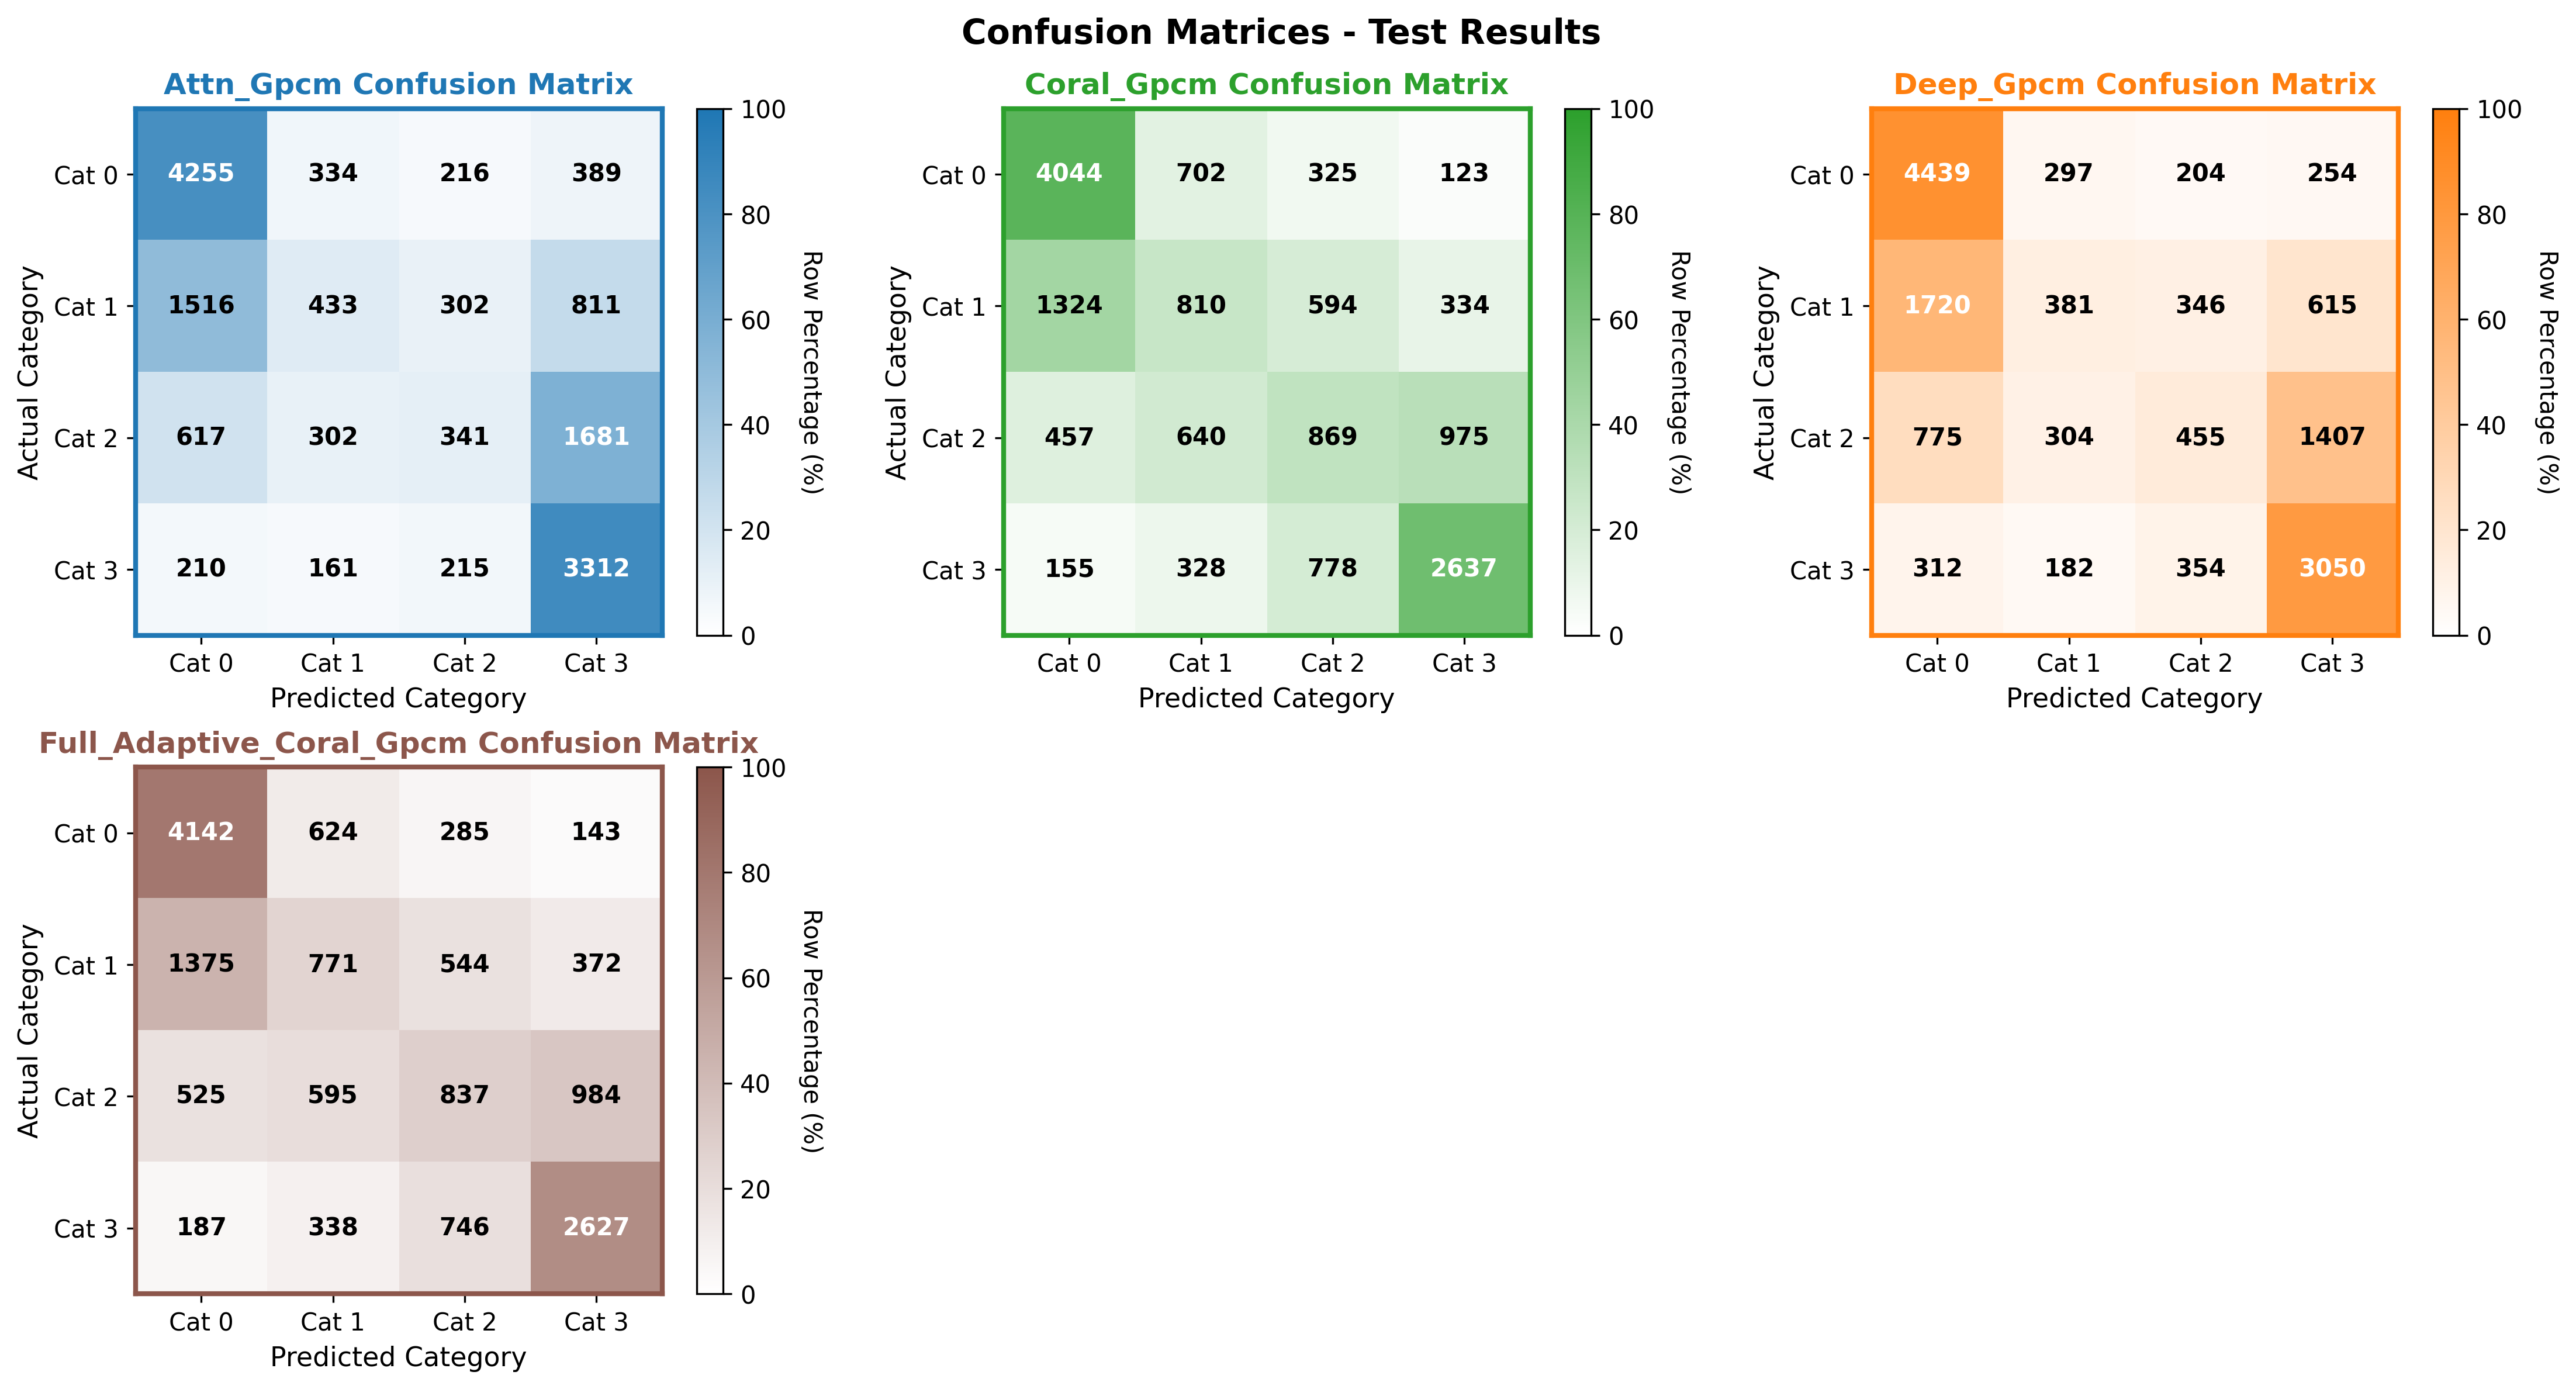 Confusion Matrices - Test Results
Attn_Gpcm Confusion Matrix
Cat 0 4255 334 216 389
Cat 1 1516 433 302 811
Cat 2 617 302 341 1681
Cat 3 210 161 215 3312
Cat 0 Cat 1 Cat 2 Cat 3
Predicted Category
Actual Category
100
80
60
40
20
0
Row Percentage (%)
Coral_Gpcm Confusion Matrix
Cat 0 4044 702 325 123
Cat 1 1324 810 594 334
Cat 2 457 640 869 975
Cat 3 155 328 778 2637
Cat 0 Cat 1 Cat 2 Cat 3
Predicted Category
Actual Category
100
80
60
40
20
0
Row Percentage (%)
Deep_Gpcm Confusion Matrix
Cat 0 4439 297 204 254
Cat 1 1720 381 346 615
Cat 2 775 304 455 1407
Cat 3 312 182 354 3050
Cat 0 Cat 1 Cat 2 Cat 3
Predicted Category
Actual Category
100
80
60
40
20
0
Row Percentage (%)
Full_Adaptive_Coral_Gpcm Confusion Matrix
Cat 0 4142 624 285 143
Cat 1 1375 771 544 372
Cat 2 525 595 837 984
Cat 3 187 338 746 2627
Cat 0 Cat 1 Cat 2 Cat 3
Predicted Category
Actual Category
100
80
60
40
20
0
Row Percentage (%)